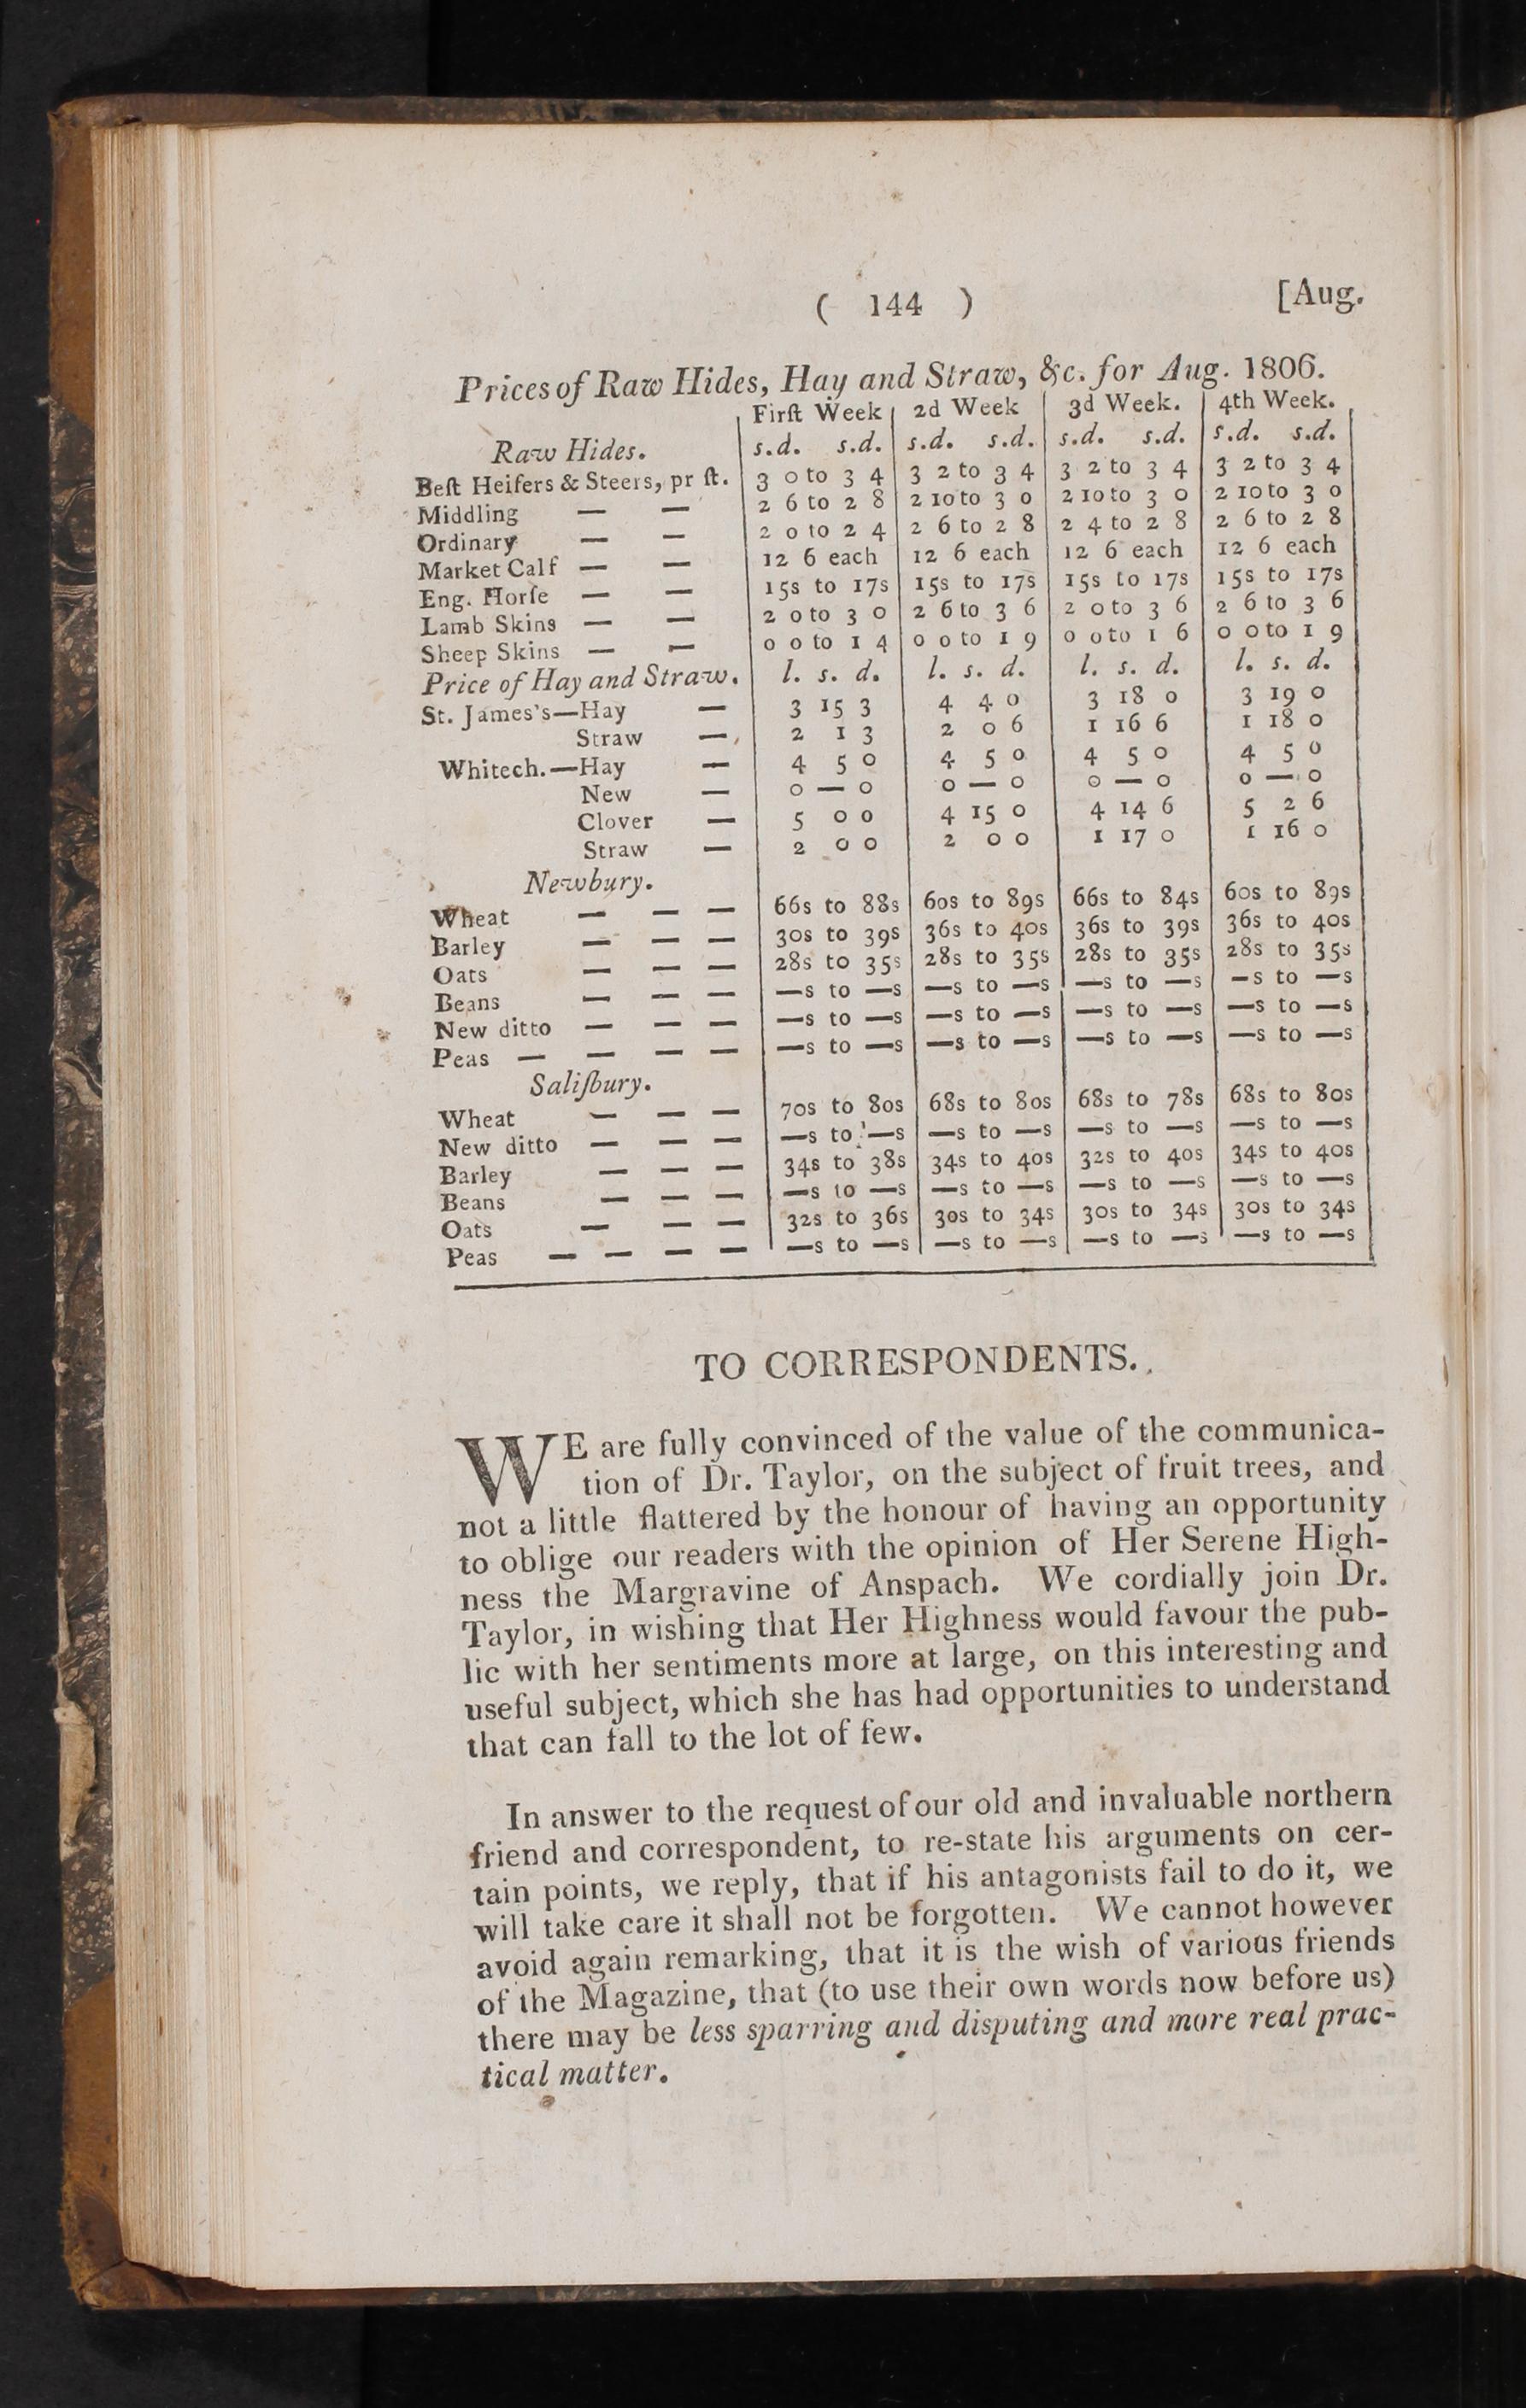 ( 144 ) [Aug.
Prices of Raw Hides, Hay and Straw, &c. for Aug. 1806.
Firſt Week 2d Week 3d Week. 4th Week.
Raw Hides. s.d. s.d. s.d. s.d. s.d. s.d. s.d. s.d.
Beſt Heifers & Steers, pr ſt. 3 0 to 3 4 3 2 to 3 4 3 2 to 3 4 3 2 to 3 4
Middling — — 2 6 to 2 8 2 10 to 3 0 2 10 to 3 0 2 10 to 3 0
Ordinary — — 2 0 to 2 4 2 6 to 2 8 2 4 to 2 8 2 6 to 2 8
Market Calf — — 12 6 each 12 6 each 12 6 each 12 6 each
Eng. Horſe — — 15s to 17s 15s to 17s 15s to 17s 15s to 17s
Lamb Skins — — 2 0 to 3 0 2 6 to 3 6 2 0 to 3 6 2 6 to 3 6
Sheep Skins — — 0 0 to 1 4 0 0 to 1 9 0 0 to 1 6 0 0 to 1 9
Price of Hay and Straw. l. s. d. l. s. d. l. s. d. l. s. d.
St. James's—Hay — 3 15 3 4 4 0 3 18 0 3 19 0
Straw — 2 1 3 2 0 6 1 16 6 1 18 0
Whitech.—Hay — 4 5 0 4 5 0 4 5 0 4 5 0
New — 0 — 0 0 — 0 0 — 0 0 — 0
Clover — 5 0 0 4 15 0 4 14 6 5 2 6
Straw — 2 0 0 2 0 0 1 17 0 1 16 0
Newbury.
Wheat — — — 66s to 88s 60s to 89s 66s to 84s 60s to 89s
Barley — — — 30s to 39s 36s to 40s 36s to 39s 36s to 40s
Oats — — — 28s to 35s 28s to 35s 28s to 35s 28s to 35s
Beans — — — —s to —s —s to —s —s to —s —s to —s
New ditto — — — —s to —s —s to —s —s to —s —s to —s
Peas — — — — —s to —s —s to —s —s to —s —s to —s
Saliſbury.
Wheat — — — 70s to 80s 68s to 80s 68s to 78s 68s to 80s
New ditto — — — —s to —s —s to —s —s to —s —s to —s
Barley — — — 34s to 38s 34s to 40s 32s to 40s 34s to 40s
Beans — — — —s to —s —s to —s —s to —s —s to —s
Oats — — — 32s to 36s 30s to 34s 30s to 34s 30s to 34s
Peas — — — — —s to —s —s to —s —s to —s —s to —s
TO CORRESPONDENTS.
WE are fully convinced of the value of the communica-
tion of Dr. Taylor, on the subject of fruit trees, and
not a little flattered by the honour of having an opportunity
to oblige our readers with the opinion of Her Serene High-
ness the Margravine of Anspach. We cordially join Dr.
Taylor, in wishing that Her Highness would favour the pub-
lic with her sentiments more at large, on this interesting and
useful subject, which she has had opportunities to understand
that can fall to the lot of few.
In answer to the request of our old and invaluable northern
friend and correspondent, to re-state his arguments on cer-
tain points, we reply, that if his antagonists fail to do it, we
will take care it shall not be forgotten. We cannot however
avoid again remarking, that it is the wish of various friends
of the Magazine, that (to use their own words now before us)
there may be less sparring and disputing and more real prac-
tical matter.